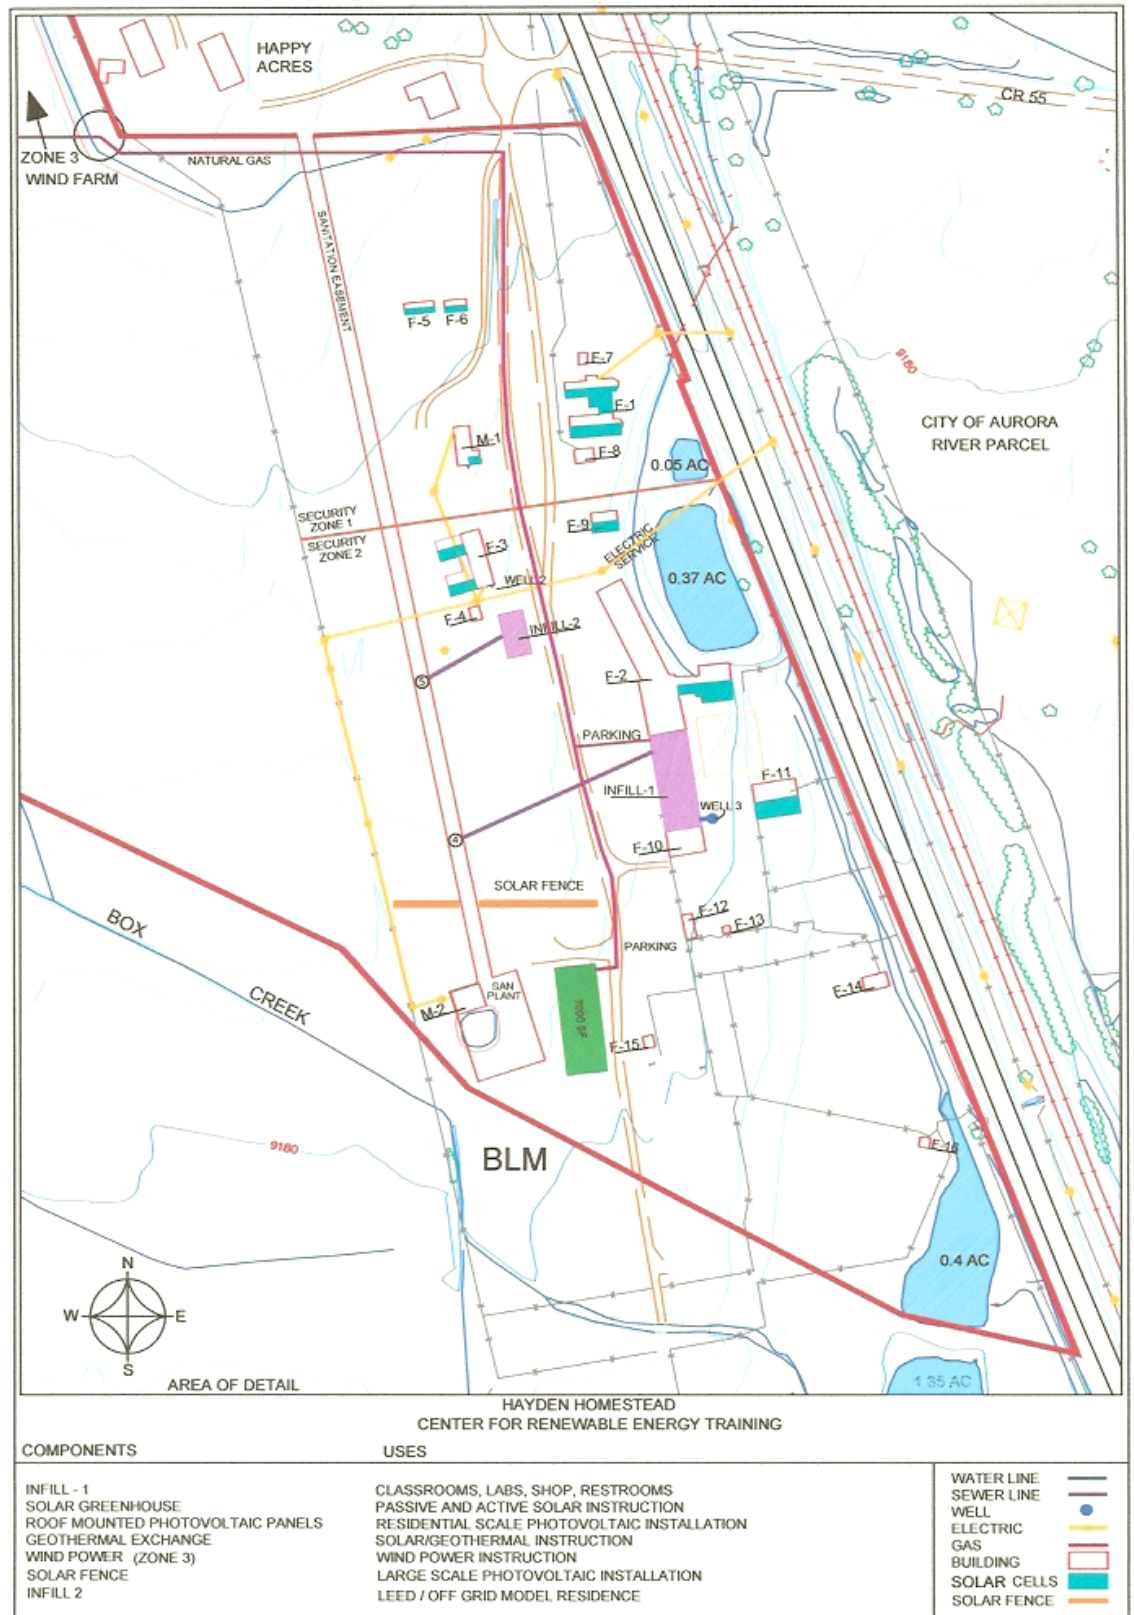 HAPPY
ACRES
CR 55
ZONE 3
WIND FARM
NATURAL GAS
SANITATION EASEMENT
F-5
F-6
F-7
F-1
9180
CITY OF AURORA
RIVER PARCEL
M-1
F-8
0.05 AC
SECURITY
ZONE 1
SECURITY
ZONE 2
F-9
ELECTRIC
SERVICE
F-3
WELL 2
0.37 AC
F-4
INFILL-2
5
F-2
PARKING
INFILL-1
F-11
WELL 3
4
F-10
SOLAR FENCE
BOX
CREEK
F-12
F-13
PARKING
SAN
PLANT
M-2
7000 SF
F-14
F-15
9180
BLM
F-16
0.4 AC
N
W
E
S
1.35 AC
AREA OF DETAIL
HAYDEN HOMESTEAD
CENTER FOR RENEWABLE ENERGY TRAINING
COMPONENTS
USES
INFILL - 1
CLASSROOMS, LABS, SHOP, RESTROOMS
SOLAR GREENHOUSE
PASSIVE AND ACTIVE SOLAR INSTRUCTION
ROOF MOUNTED PHOTOVOLTAIC PANELS
RESIDENTIAL SCALE PHOTOVOLTAIC INSTALLATION
GEOTHERMAL EXCHANGE
SOLAR/GEOTHERMAL INSTRUCTION
WIND POWER (ZONE 3)
WIND POWER INSTRUCTION
SOLAR FENCE
LARGE SCALE PHOTOVOLTAIC INSTALLATION
INFILL 2
LEED / OFF GRID MODEL RESIDENCE
WATER LINE
SEWER LINE
WELL
ELECTRIC
GAS
BUILDING
SOLAR CELLS
SOLAR FENCE